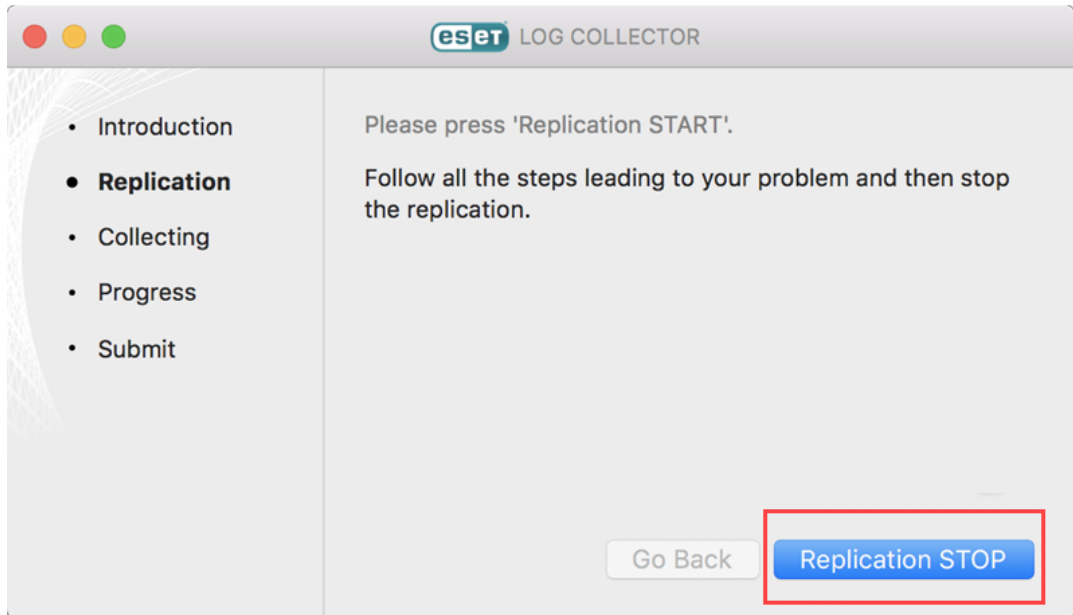 eset LOG COLLECTOR
Introduction
Replication
Collecting
Progress
Submit
Please press 'Replication START'.
Follow all the steps leading to your problem and then stop
the replication.
Go Back
Replication STOP